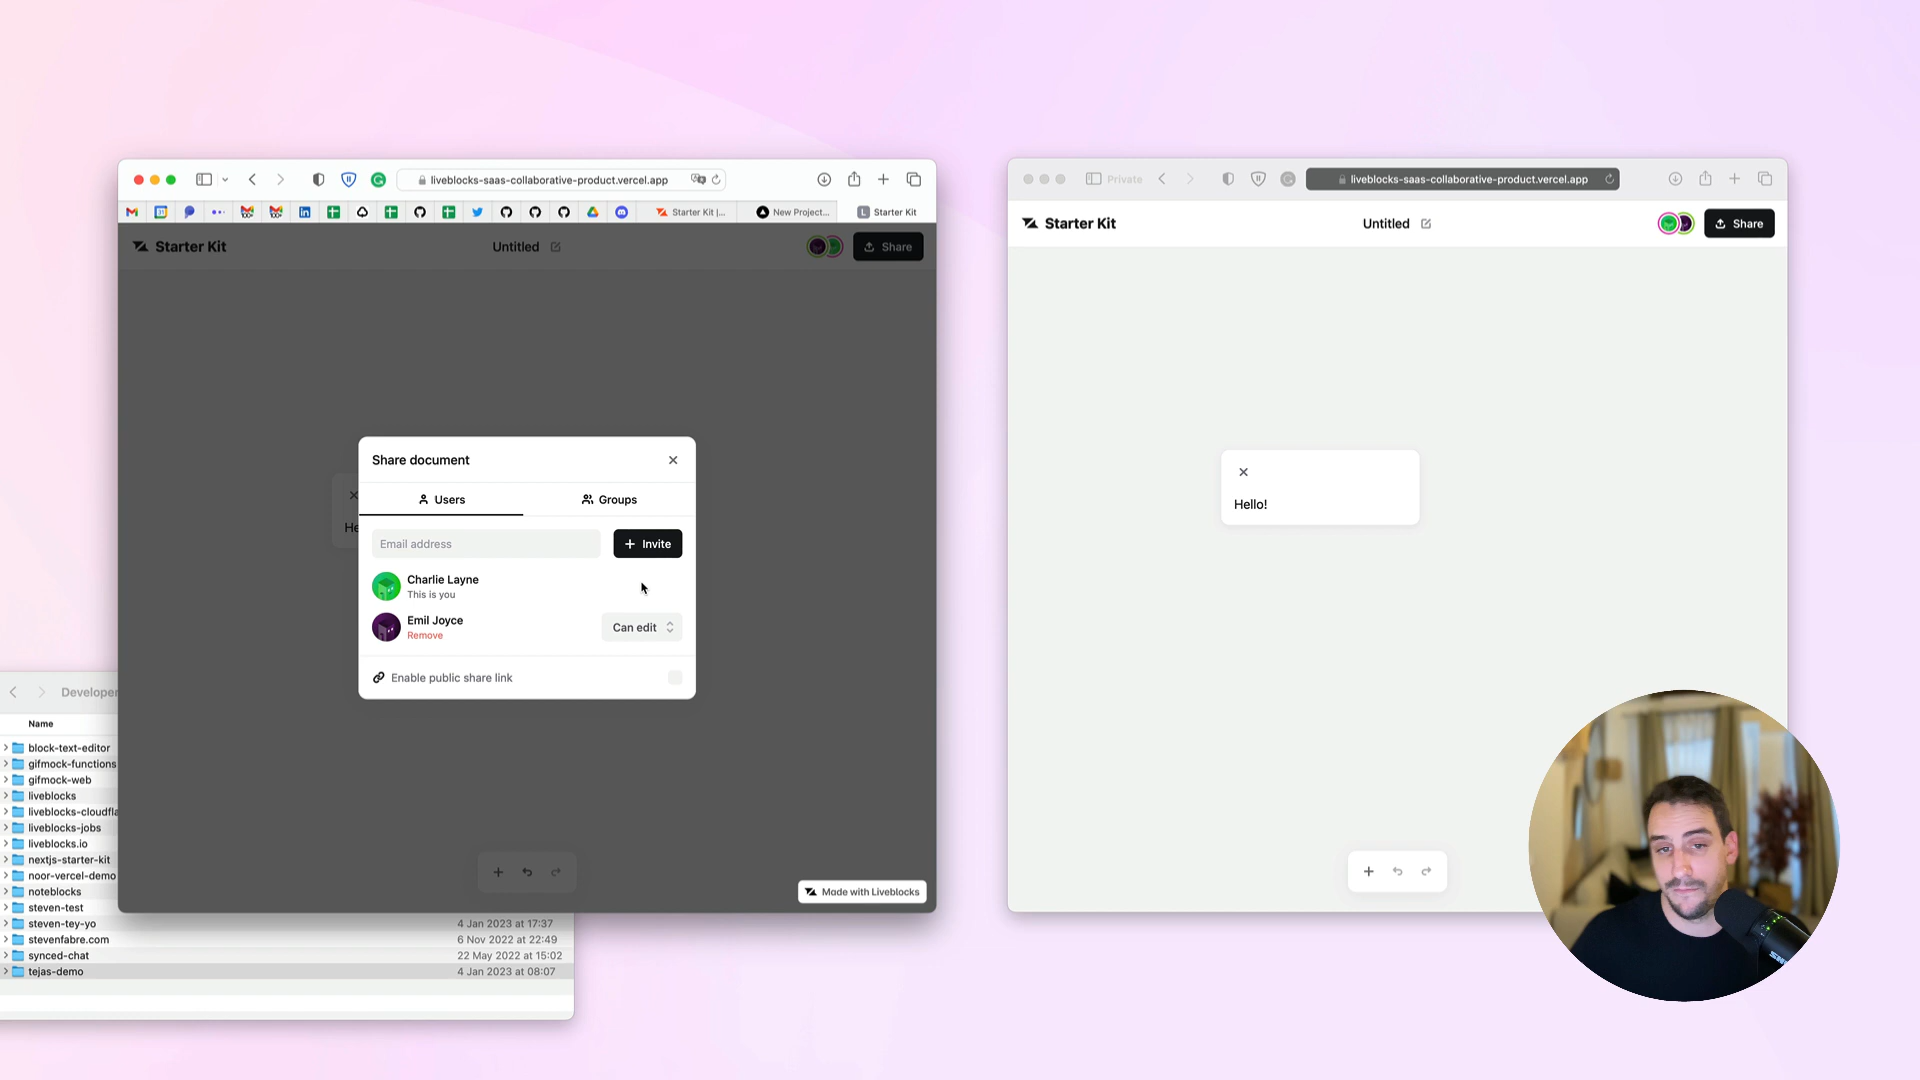 liveblocks-saas-collaborative-product.vercel.app
Starter Kit |...
New Project...
L Starter Kit
Starter Kit
Untitled
Share
Share document
Users
Groups
Email address
Invite
Charlie Layne
This is you
Emil Joyce
Remove
Can edit
Enable public share link
Made with Liveblocks
Private
liveblocks-saas-collaborative-product.vercel.app
Starter Kit
Untitled
Share
Hello!
Developer
Name
block-text-editor
gifmock-functions
gifmock-web
liveblocks
liveblocks-cloudfla
liveblocks-jobs
liveblocks.io
nextjs-starter-kit
noor-vercel-demo
noteblocks
steven-test
steven-tey-yo 4 Jan 2023 at 17:37
stevenfabre.com 6 Nov 2022 at 22:49
synced-chat 22 May 2022 at 15:02
tejas-demo 4 Jan 2023 at 08:07